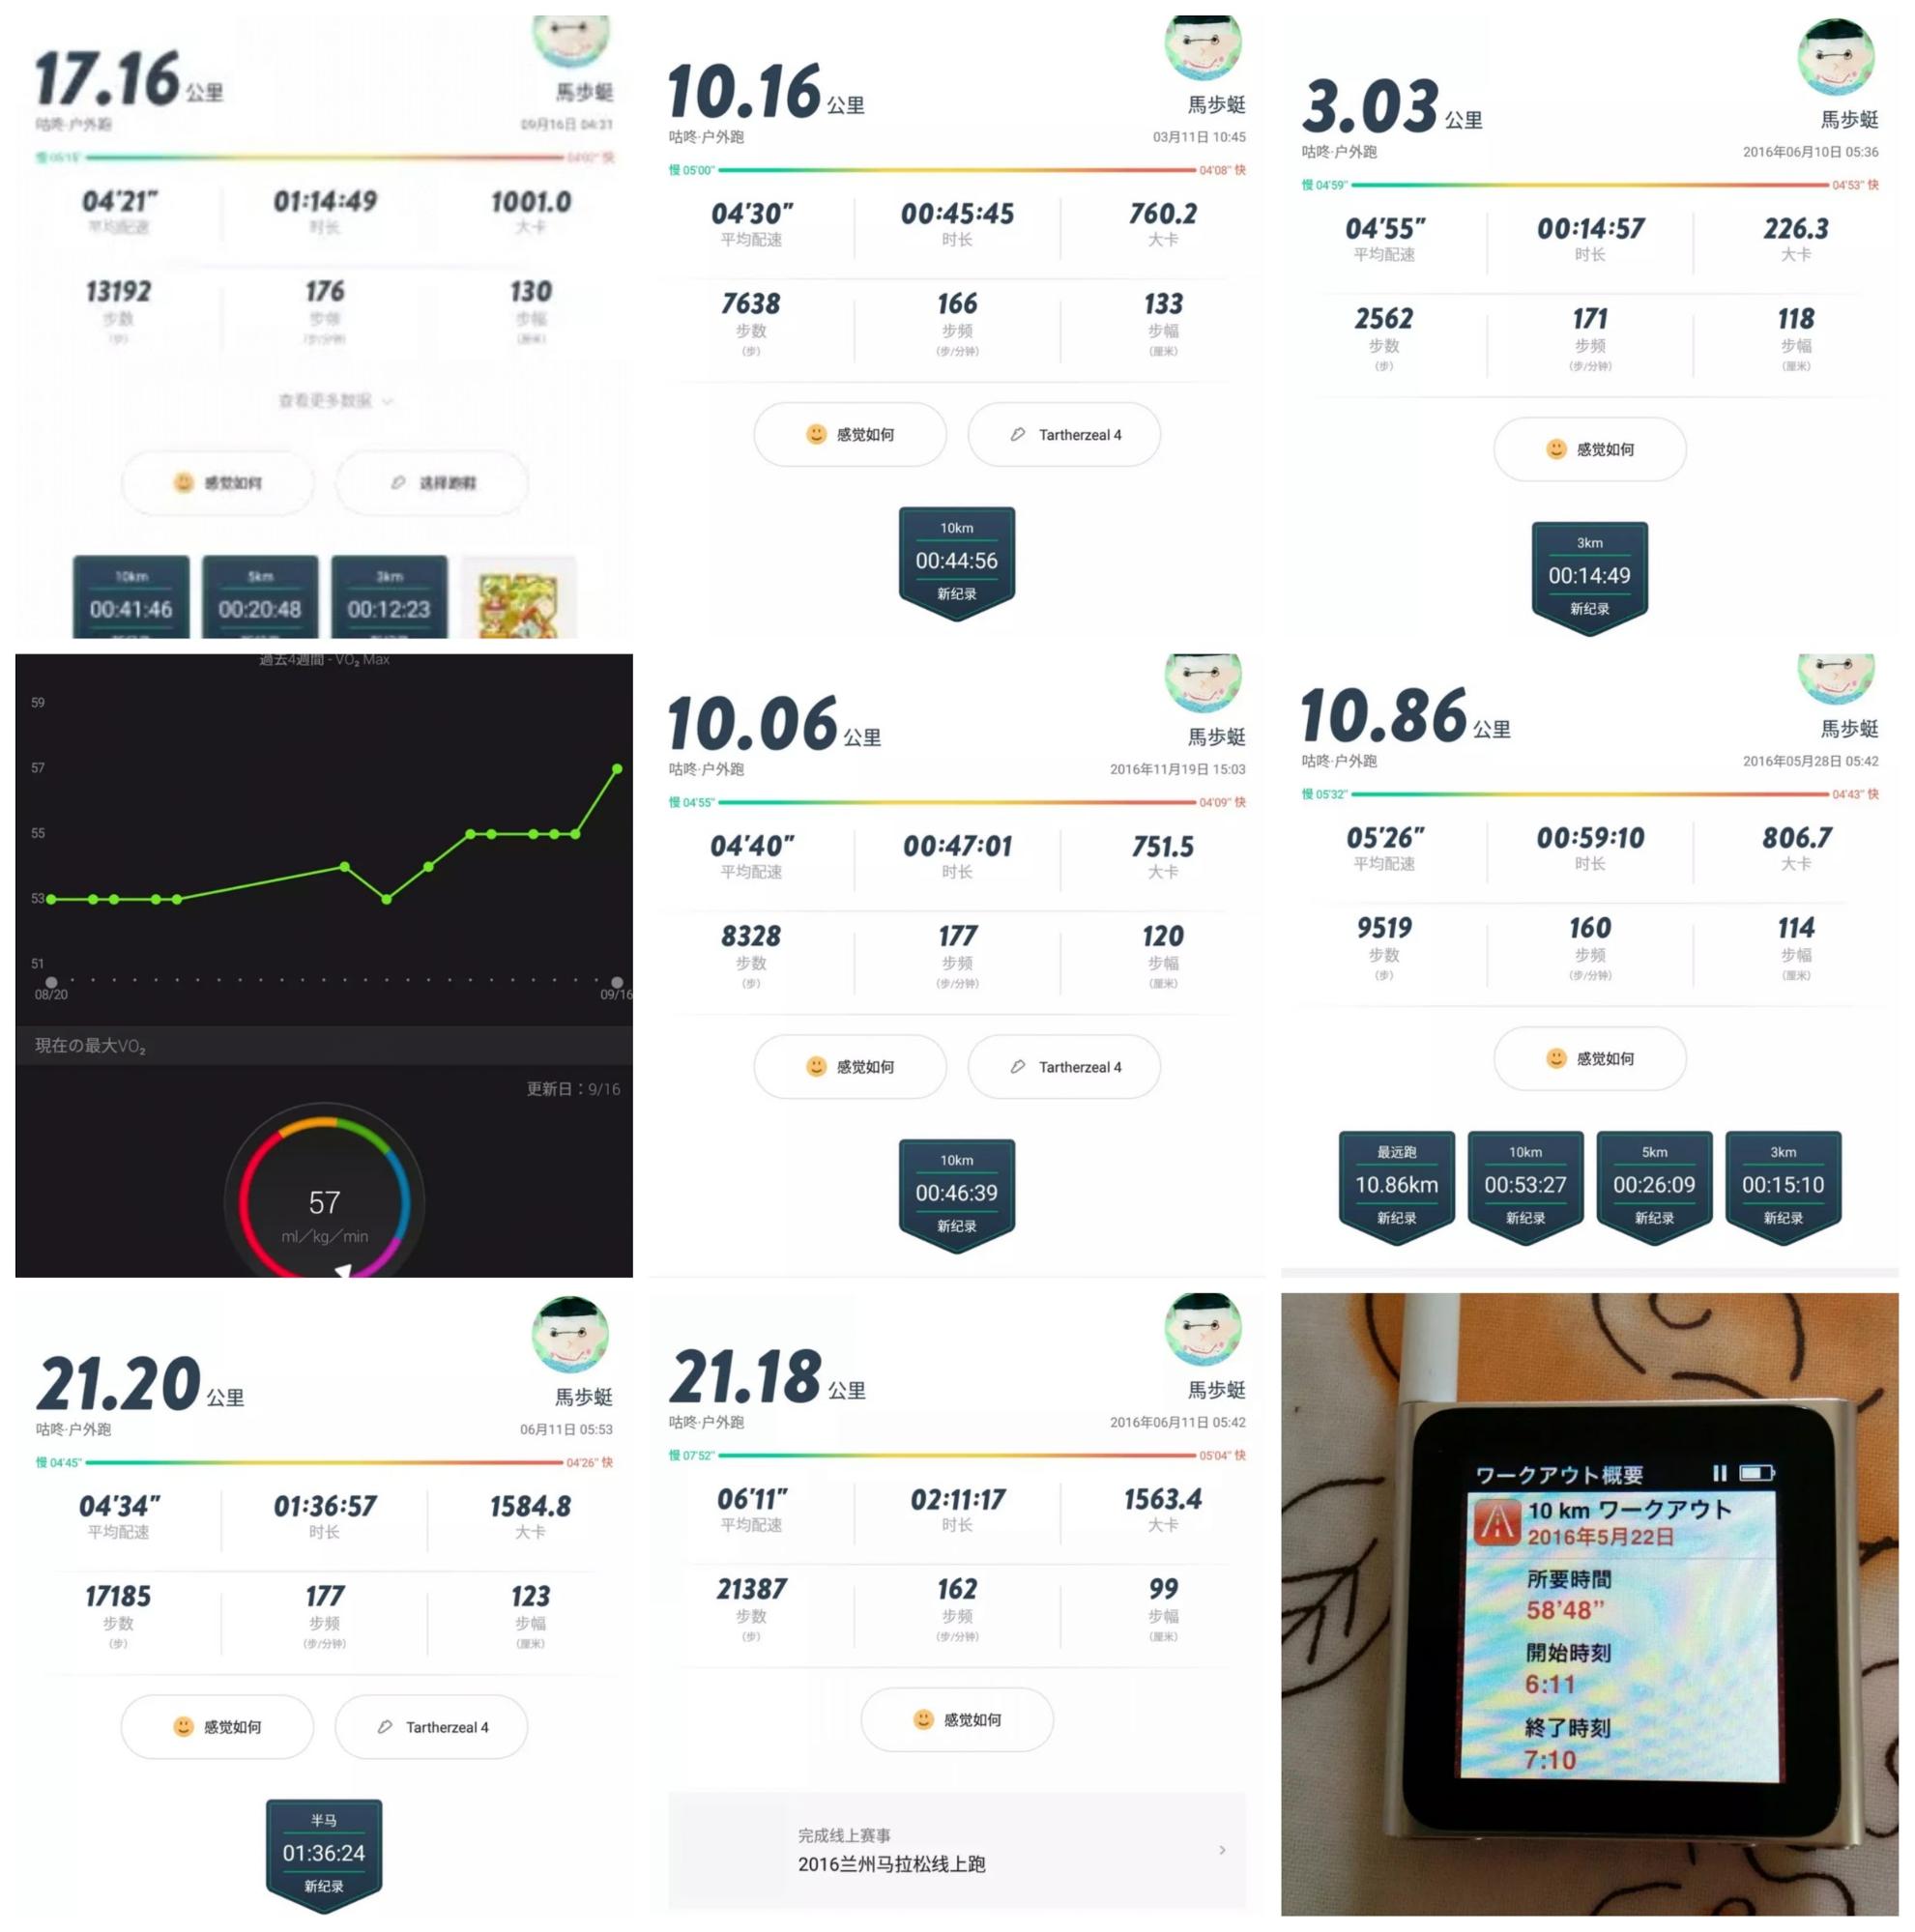 17.16 公里
馬歩蜓
咕咚·户外跑
09月16日 04:31
慢 05'15" 04'00" 快
04'21" 01:14:49 1001.0
平均配速 时长 大卡
13192 176 130
步数 步频 步幅
(步) (步/分钟) (厘米)
查看更多数据
感觉如何 选择跑鞋
10km 5km 3km
00:41:46 00:20:48 00:12:23
10.16 公里
馬歩蜓
咕咚·户外跑
03月11日 10:45
慢 05'00" 04'08" 快
04'30" 00:45:45 760.2
平均配速 时长 大卡
7638 166 133
步数 步频 步幅
(步) (步/分钟) (厘米)
感觉如何 Tartherzeal 4
10km
00:44:56
新纪录
3.03 公里
馬歩蜓
咕咚·户外跑
2016年06月10日 05:36
慢 04'59" 04'53" 快
04'55" 00:14:57 226.3
平均配速 时长 大卡
2562 171 118
步数 步频 步幅
(步) (步/分钟) (厘米)
感觉如何
3km
00:14:49
新纪录
過去4週間 - VO₂ Max
59
57
55
53
51
08/20 09/16
現在の最大VO₂
更新日：9/16
57
ml／kg／min
10.06 公里
馬歩蜓
咕咚·户外跑
2016年11月19日 15:03
慢 04'55" 04'09" 快
04'40" 00:47:01 751.5
平均配速 时长 大卡
8328 177 120
步数 步频 步幅
(步) (步/分钟) (厘米)
感觉如何 Tartherzeal 4
10km
00:46:39
新纪录
10.86 公里
馬歩蜓
咕咚·户外跑
2016年05月28日 05:42
慢 05'32" 04'43" 快
05'26" 00:59:10 806.7
平均配速 时长 大卡
9519 160 114
步数 步频 步幅
(步) (步/分钟) (厘米)
感觉如何
最远跑 10km 5km 3km
10.86km 00:53:27 00:26:09 00:15:10
新纪录 新纪录 新纪录 新纪录
21.20 公里
馬歩蜓
咕咚·户外跑
06月11日 05:53
慢 04'45" 04'26" 快
04'34" 01:36:57 1584.8
平均配速 时长 大卡
17185 177 123
步数 步频 步幅
(步) (步/分钟) (厘米)
感觉如何 Tartherzeal 4
半马
01:36:24
新纪录
21.18 公里
馬歩蜓
咕咚·户外跑
2016年06月11日 05:42
慢 07'52" 05'04" 快
06'11" 02:11:17 1563.4
平均配速 时长 大卡
21387 162 99
步数 步频 步幅
(步) (步/分钟) (厘米)
感觉如何
完成线上赛事
2016兰州马拉松线上跑
ワークアウト概要
10 km ワークアウト
2016年5月22日
所要時間
58'48"
開始時刻
6:11
終了時刻
7:10